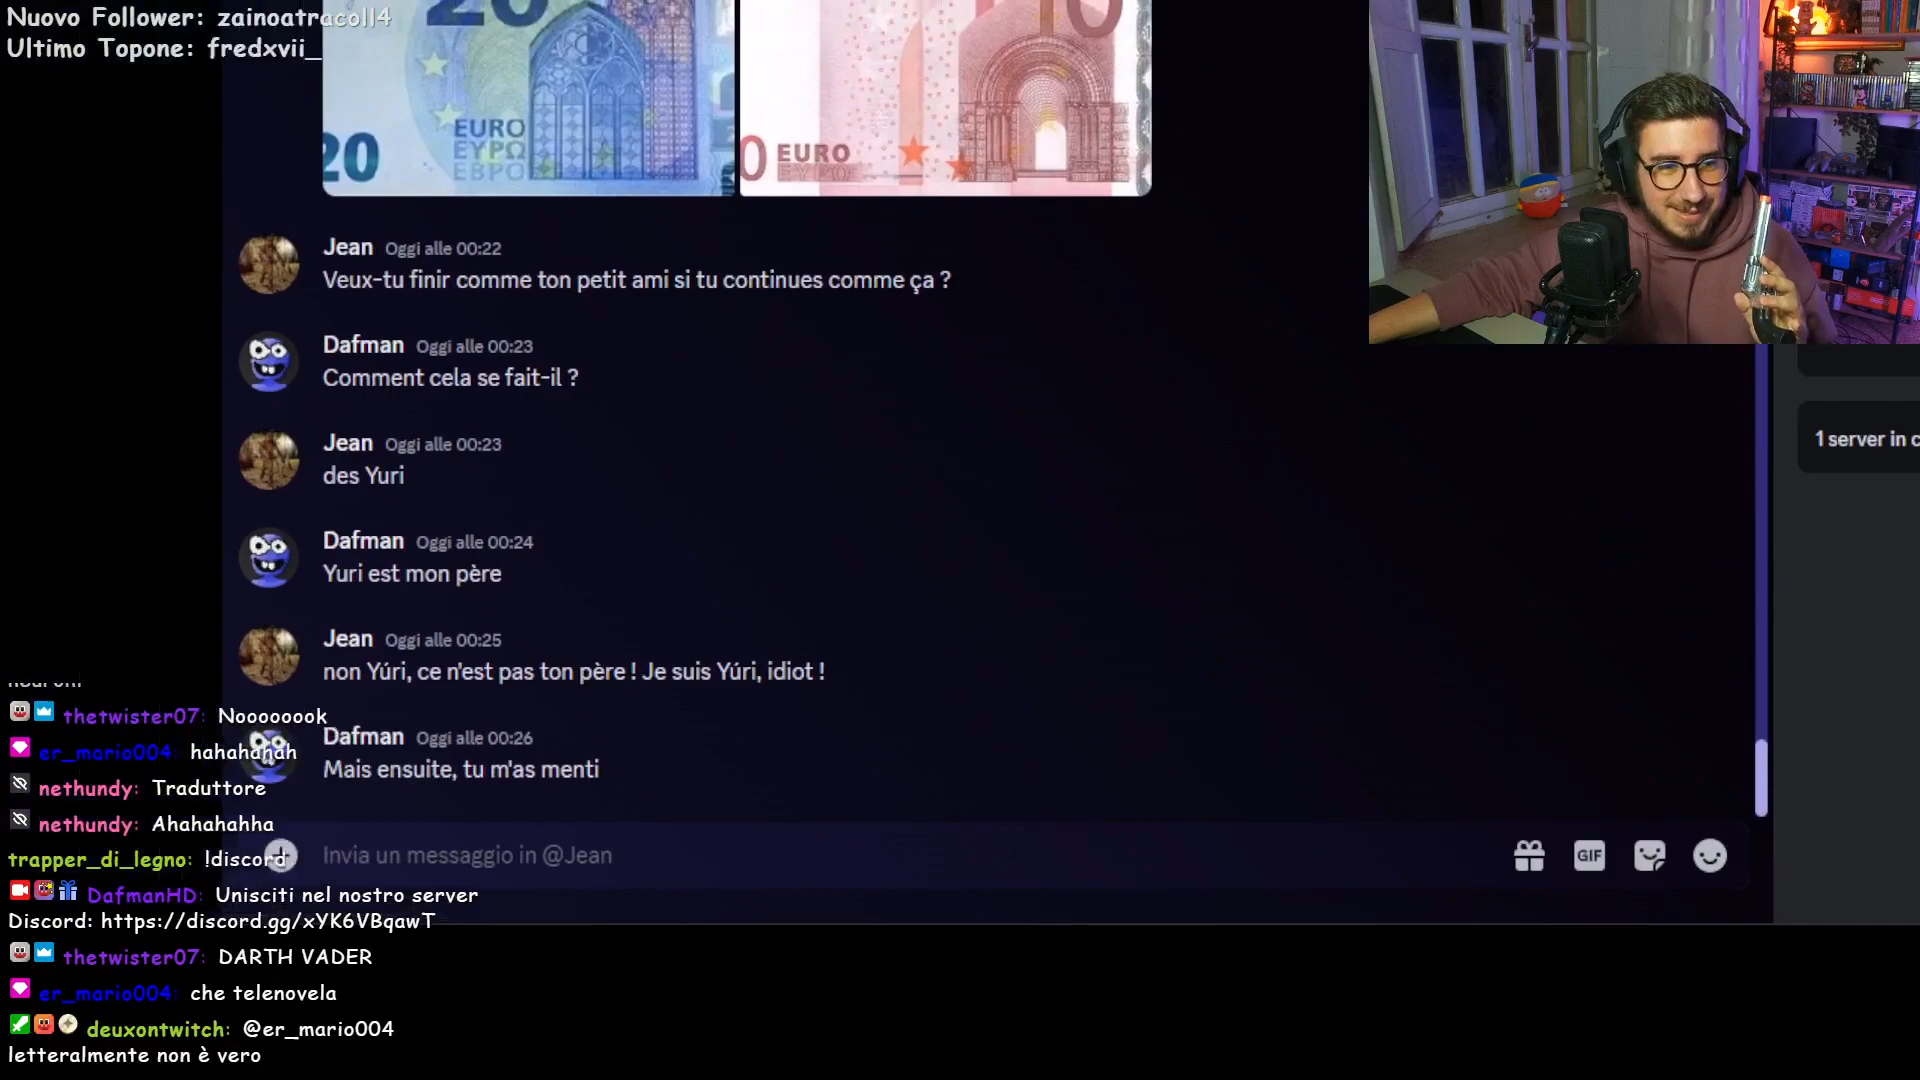 Nuovo Follower: zainoatracoll4
Ultimo Topone: fredxvii_
20
10
20
EURO
ΕΥΡΩ
ЕВРО
0 EURO
Jean Oggi alle 00:22
Veux-tu finir comme ton petit ami si tu continues comme ça ?
Dafman Oggi alle 00:23
Comment cela se fait-il ?
Jean Oggi alle 00:23
des Yuri
Dafman Oggi alle 00:24
Yuri est mon père
Jean Oggi alle 00:25
non Yúri, ce n'est pas ton père ! Je suis Yúri, idiot !
Dafman Oggi alle 00:26
Mais ensuite, tu m'as menti
Invia un messaggio in @Jean
GIF
1 server in c
thetwister07: Nooooook
er_mario004: hahahahah
nethundy: Traduttore
nethundy: Ahahahahha
trapper_di_legno: !discord
DafmanHD: Unisciti nel nostro server
Discord: https://discord.gg/xYK6VBqawT
thetwister07: DARTH VADER
er_mario004: che telenovela
deuxontwitch: @er_mario004
letteralmente non è vero